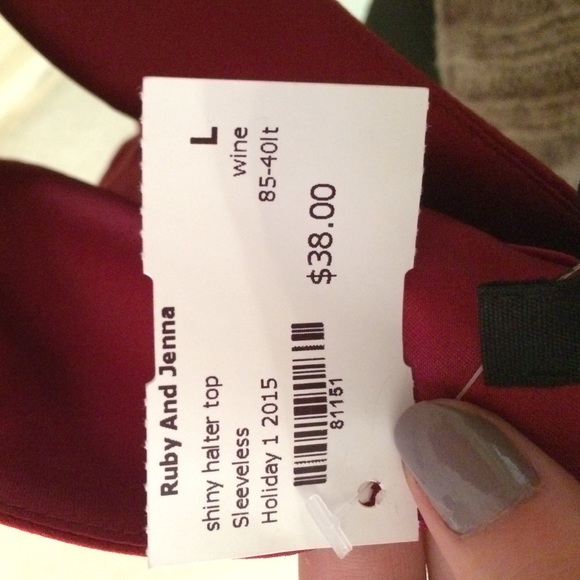 Ruby And Jenna
shiny halter top L
Sleeveless wine
Holiday 1 2015 85-40lt
$38.00
81151